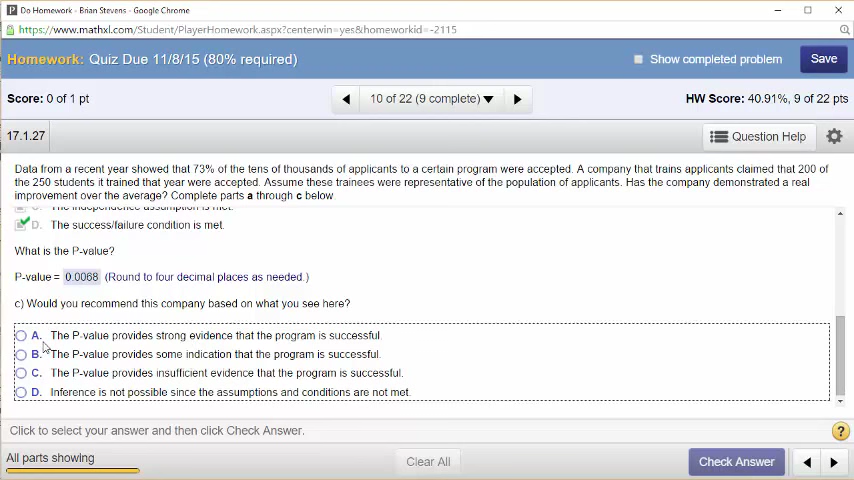 Do Homework - Brian Stevens - Google Chrome
https://www.mathxl.com/Student/PlayerHomework.aspx?centerwin=yes&homeworkid=-2115
Homework: Quiz Due 11/8/15 (80% required)
Show completed problem
Save
Score: 0 of 1 pt
10 of 22 (9 complete)
HW Score: 40.91%, 9 of 22 pts
17.1.27
Question Help
Data from a recent year showed that 73% of the tens of thousands of applicants to a certain program were accepted. A company that trains applicants claimed that 200 of
the 250 students it trained that year were accepted. Assume these trainees were representative of the population of applicants. Has the company demonstrated a real
improvement over the average? Complete parts a through c below.
C. The independence assumption is met.
D. The success/failure condition is met.
What is the P-value?
P-value = 0.0068 (Round to four decimal places as needed.)
c) Would you recommend this company based on what you see here?
A. The P-value provides strong evidence that the program is successful.
B. The P-value provides some indication that the program is successful.
C. The P-value provides insufficient evidence that the program is successful.
D. Inference is not possible since the assumptions and conditions are not met.
Click to select your answer and then click Check Answer.
?
All parts showing
Clear All
Check Answer